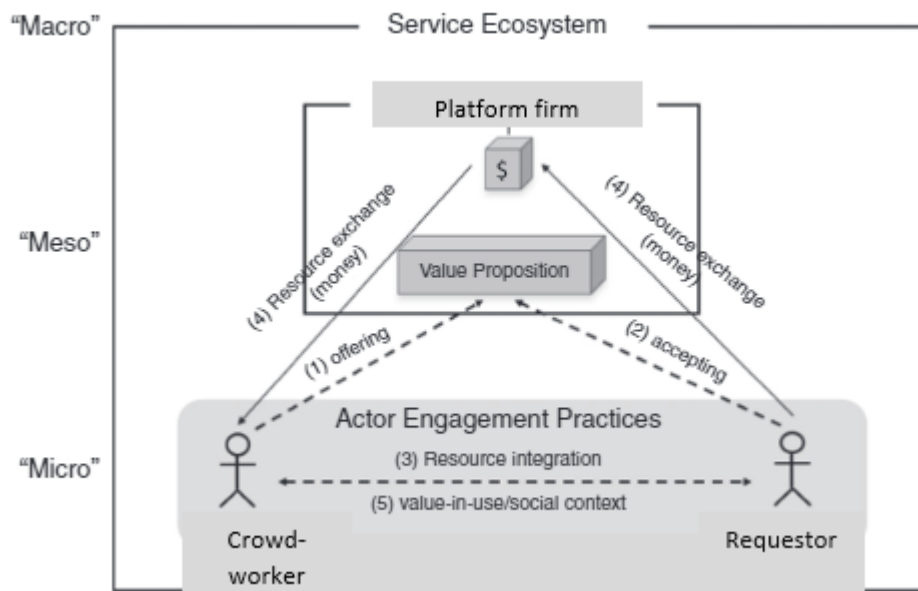 “Macro”
Service Ecosystem
Platform firm
$
“Meso”
(4) Resource exchange
(money)
(4) Resource exchange
(money)
Value Proposition
(1) offering
(2) accepting
Actor Engagement Practices
“Micro”
(3) Resource integration
(5) value-in-use/social context
Crowd-
worker
Requestor